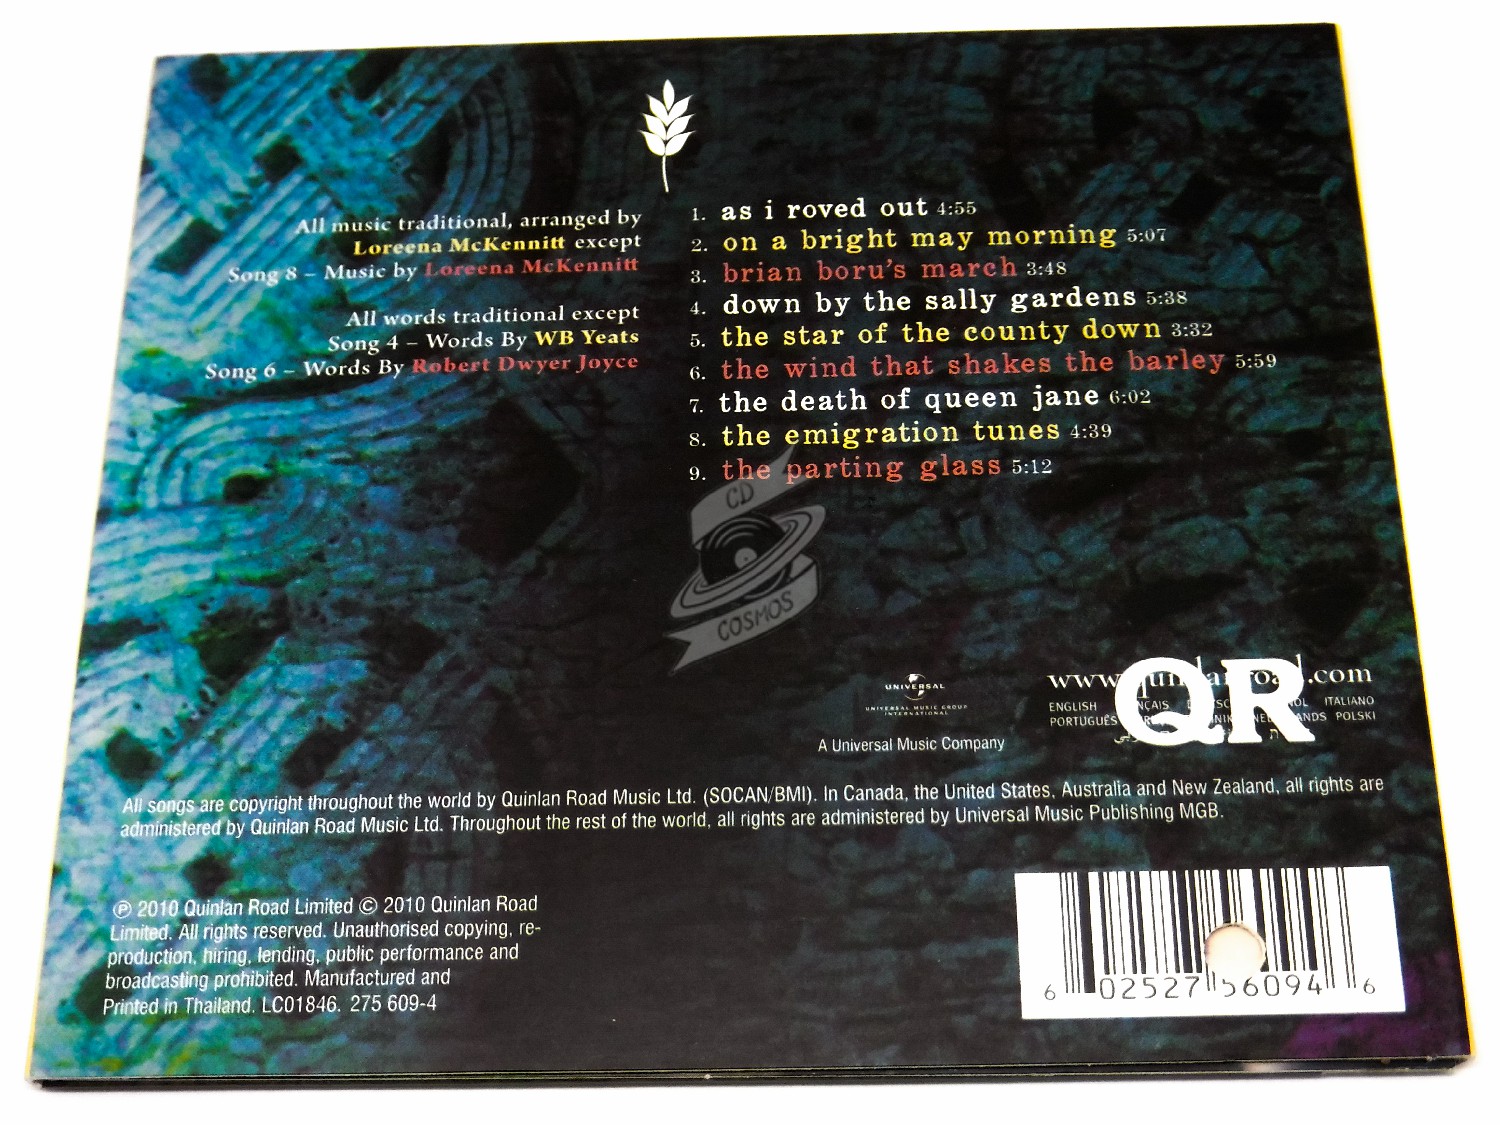 All music traditional, arranged by
Loreena McKennitt except
Song 8 – Music by Loreena McKennitt
All words traditional except
Song 4 – Words By WB Yeats
Song 6 – Words By Robert Dwyer Joyce
1. as i roved out 4:55
2. on a bright may morning 5:07
3. brian boru's march 3:48
4. down by the sally gardens 5:38
5. the star of the county down 3:32
6. the wind that shakes the barley 5:59
7. the death of queen jane 6:02
8. the emigration tunes 4:39
9. the parting glass 5:12
CD
COSMOS
UNIVERSAL
UNIVERSAL MUSIC GROUP
INTERNATIONAL
A Universal Music Company
QR
ENGLISH ITALIANO
PORTUGUÊS POLSKI
All songs are copyright throughout the world by Quinlan Road Music Ltd. (SOCAN/BMI). In Canada, the United States, Australia and New Zealand, all rights are
administered by Quinlan Road Music Ltd. Throughout the rest of the world, all rights are administered by Universal Music Publishing MGB.
℗ 2010 Quinlan Road Limited © 2010 Quinlan Road
Limited. All rights reserved. Unauthorised copying, re-
production, hiring, lending, public performance and
broadcasting prohibited. Manufactured and
Printed in Thailand. LC01846. 275 609-4
6 02527 56094 6